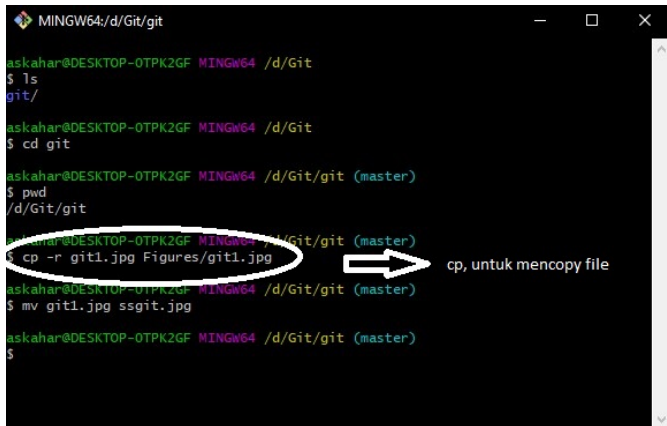 MINGW64:/d/Git/git
askahar@DESKTOP-OTPK2GF MINGW64 /d/Git
$ ls
git/
askahar@DESKTOP-OTPK2GF MINGW64 /d/Git
$ cd git
askahar@DESKTOP-OTPK2GF MINGW64 /d/Git/git (master)
$ pwd
/d/Git/git
askahar@DESKTOP-OTPK2GF MINGW64 /d/Git/git (master)
$ cp -r git1.jpg Figures/git1.jpg
cp, untuk mencopy file
askahar@DESKTOP-OTPK2GF MINGW64 /d/Git/git (master)
$ mv git1.jpg ssgit.jpg
askahar@DESKTOP-OTPK2GF MINGW64 /d/Git/git (master)
$